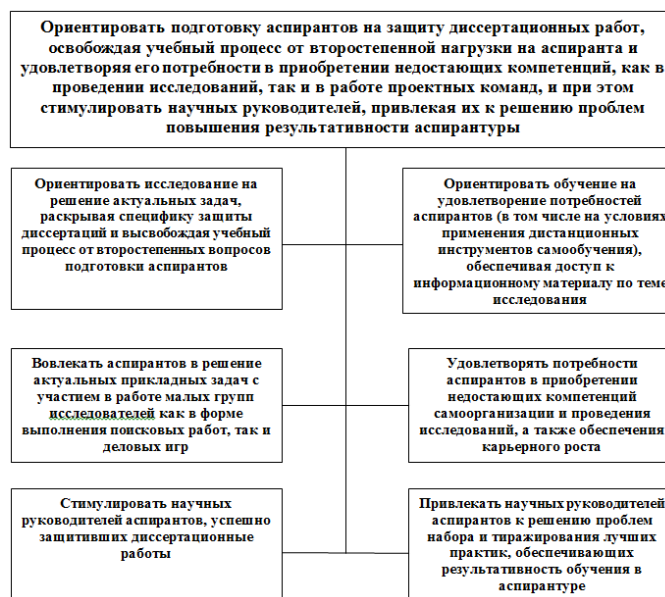 Ориентировать подготовку аспирантов на защиту диссертационных работ,
освобождая учебный процесс от второстепенной нагрузки на аспиранта и
удовлетворяя его потребности в приобретении недостающих компетенций, как в
проведении исследований, так и в работе проектных команд, и при этом
стимулировать научных руководителей, привлекая их к решению проблем
повышения результативности аспирантуры
Ориентировать исследование на
решение актуальных задач,
раскрывая специфику защиты
диссертаций и высвобождая учебный
процесс от второстепенных вопросов
подготовки аспирантов
Ориентировать обучение на
удовлетворение потребностей
аспирантов (в том числе на условиях
применения дистанционных
инструментов самообучения),
обеспечивая доступ к
информационному материалу по теме
исследования
Вовлекать аспирантов в решение
актуальных прикладных задач с
участием в работе малых групп
исследователей как в форме
выполнения поисковых работ, так и
деловых игр
Удовлетворять потребности
аспирантов в приобретении
недостающих компетенций
самоорганизации и проведения
исследований, а также обеспечения
карьерного роста
Стимулировать научных
руководителей аспирантов, успешно
защитивших диссертационные
работы
Привлекать научных руководителей
аспирантов к решению проблем
набора и тиражирования лучших
практик, обеспечивающих
результативность обучения в
аспирантуре